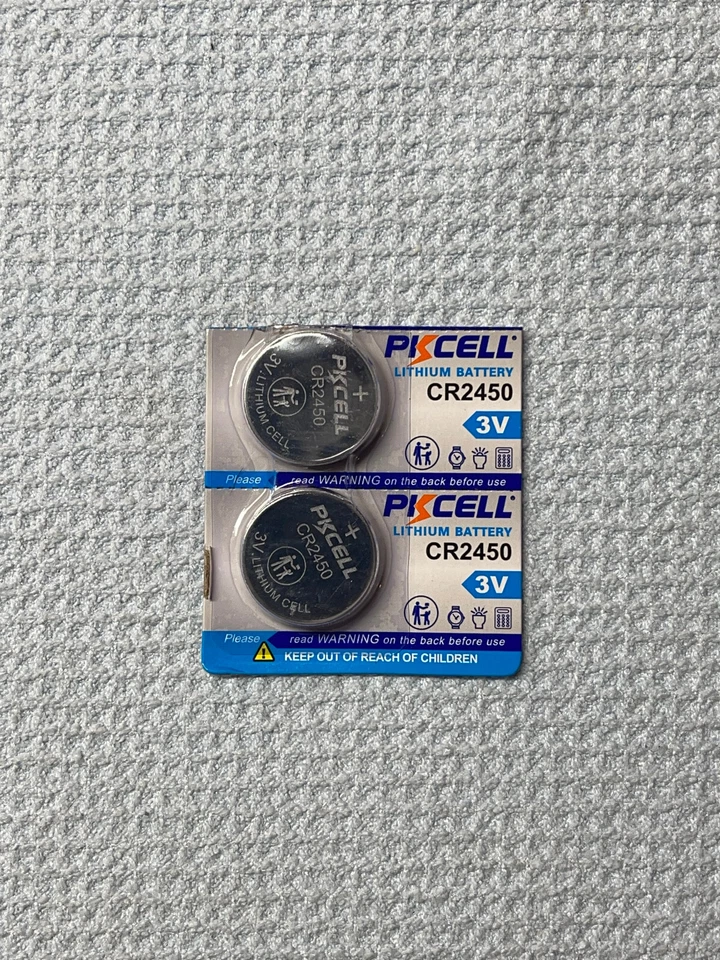 PKCELL
LITHIUM BATTERY
CR2450
3V
+
PKCELL
CR2450
3V. LITHIUM CELL
Please read WARNING on the back before use
PKCELL
LITHIUM BATTERY
CR2450
3V
+
PKCELL
CR2450
3V. LITHIUM CELL
Please read WARNING on the back before use
KEEP OUT OF REACH OF CHILDREN